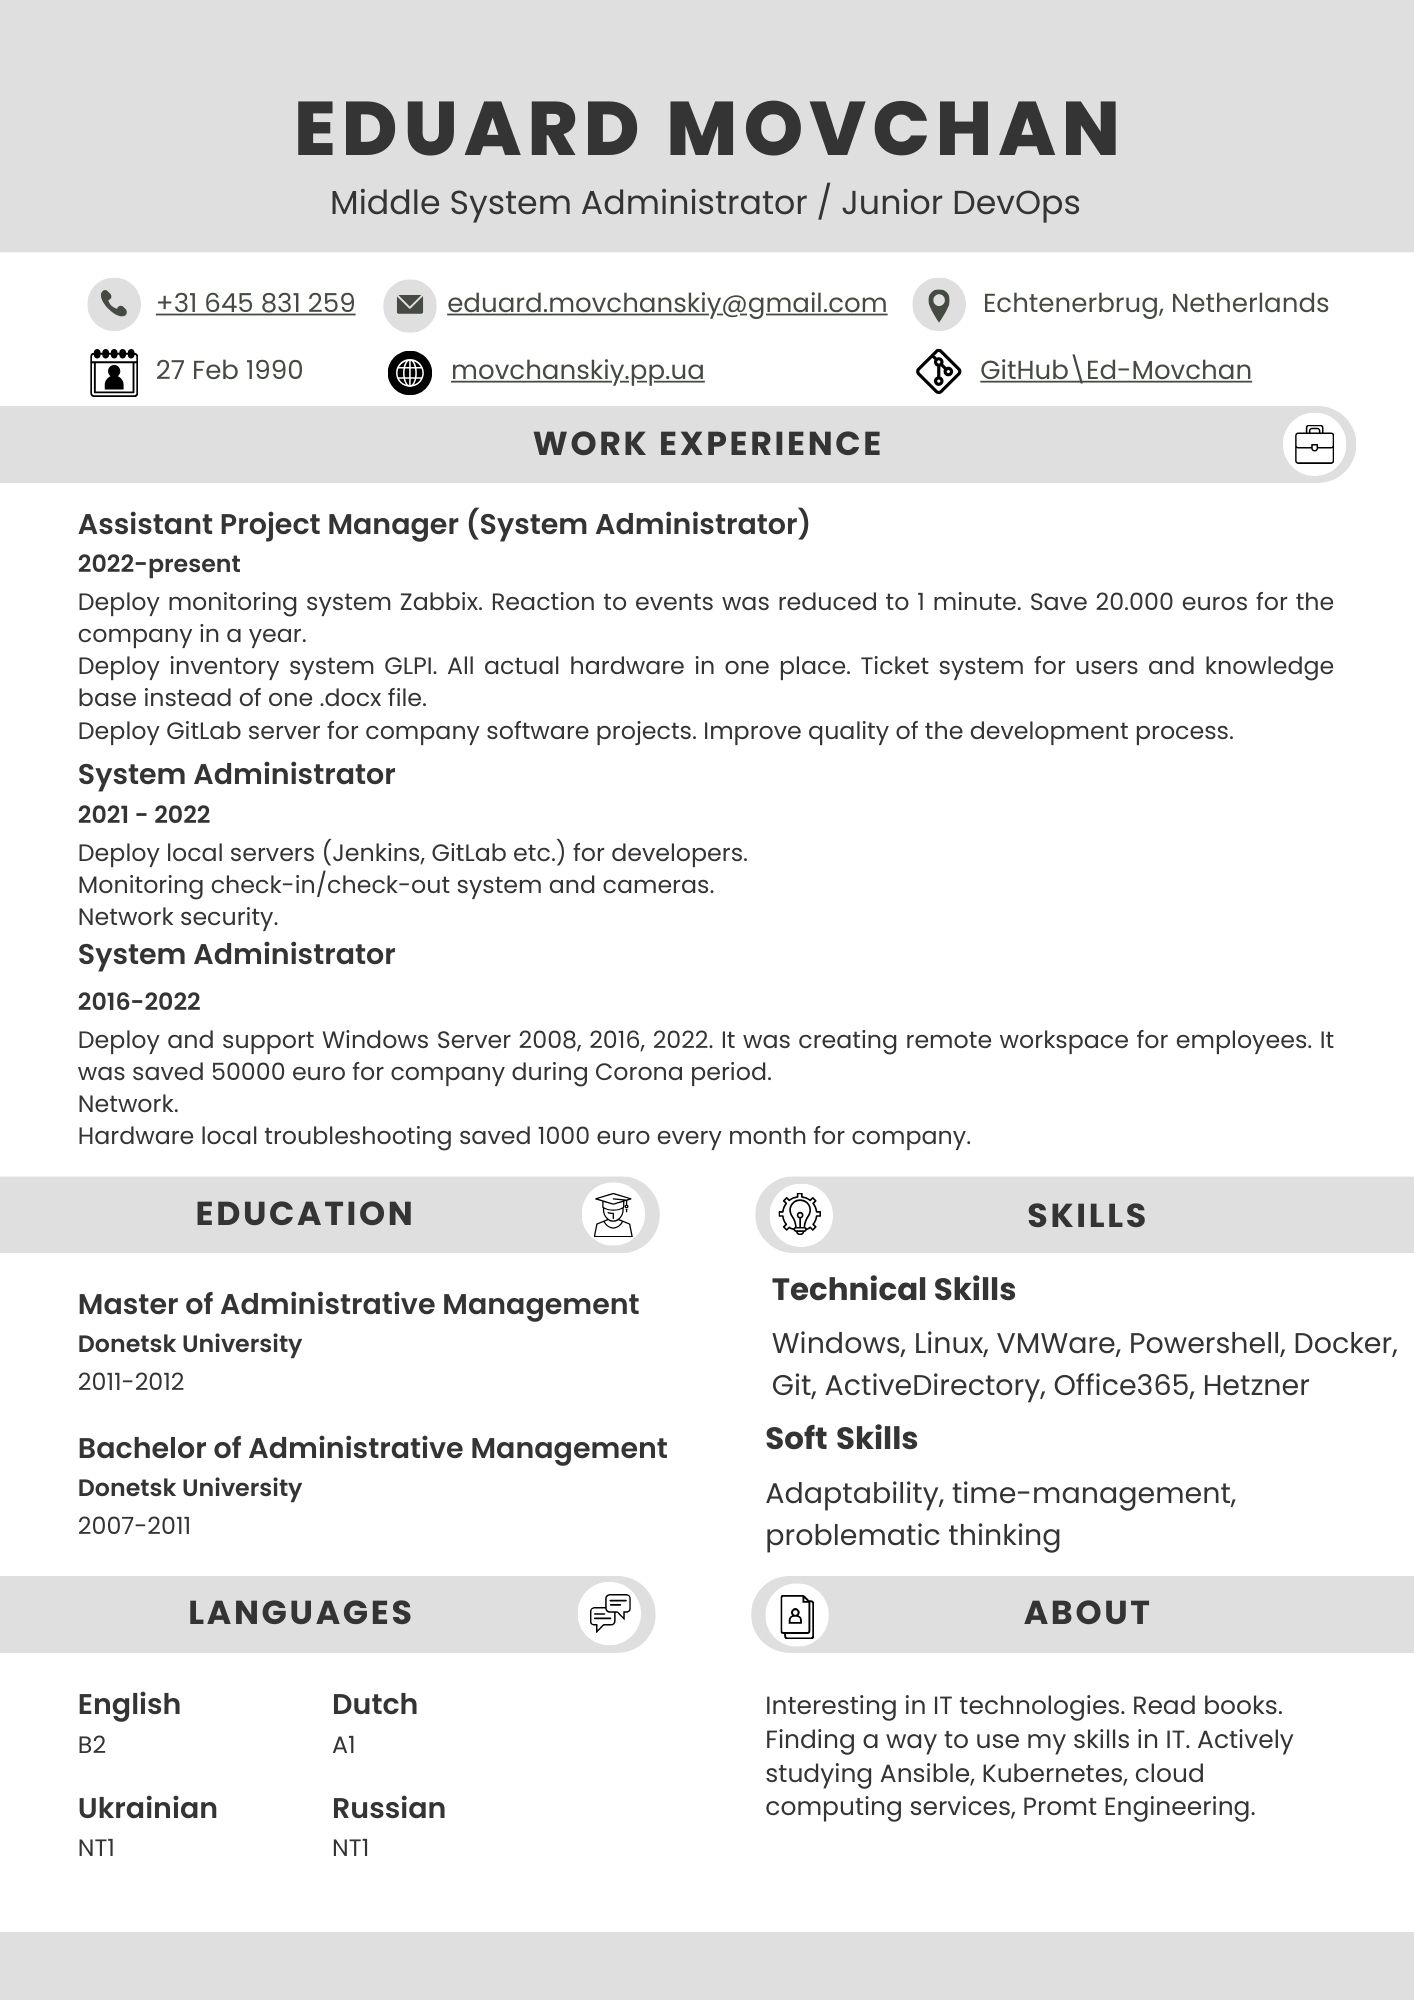 EDUARD MOVCHAN
Middle System Administrator / Junior DevOps
+31 645 831 259
eduard.movchanskiy@gmail.com
Echtenerbrug, Netherlands
27 Feb 1990
movchanskiy.pp.ua
GitHub\Ed-Movchan
WORK EXPERIENCE
Assistant Project Manager (System Administrator)
2022-present
Deploy monitoring system Zabbix. Reaction to events was reduced to 1 minute. Save 20.000 euros for the
company in a year.
Deploy inventory system GLPI. All actual hardware in one place. Ticket system for users and knowledge
base instead of one .docx file.
Deploy GitLab server for company software projects. Improve quality of the development process.
System Administrator
2021 - 2022
Deploy local servers (Jenkins, GitLab etc.) for developers.
Monitoring check-in/check-out system and cameras.
Network security.
System Administrator
2016-2022
Deploy and support Windows Server 2008, 2016, 2022. It was creating remote workspace for employees. It
was saved 50000 euro for company during Corona period.
Network.
Hardware local troubleshooting saved 1000 euro every month for company.
EDUCATION
Master of Administrative Management
Donetsk University
2011-2012
Bachelor of Administrative Management
Donetsk University
2007-2011
SKILLS
Technical Skills
Windows, Linux, VMWare, Powershell, Docker,
Git, ActiveDirectory, Office365, Hetzner
Soft Skills
Adaptability, time-management,
problematic thinking
LANGUAGES
English
B2
Dutch
A1
Ukrainian
NT1
Russian
NT1
ABOUT
Interesting in IT technologies. Read books.
Finding a way to use my skills in IT. Actively
studying Ansible, Kubernetes, cloud
computing services, Promt Engineering.